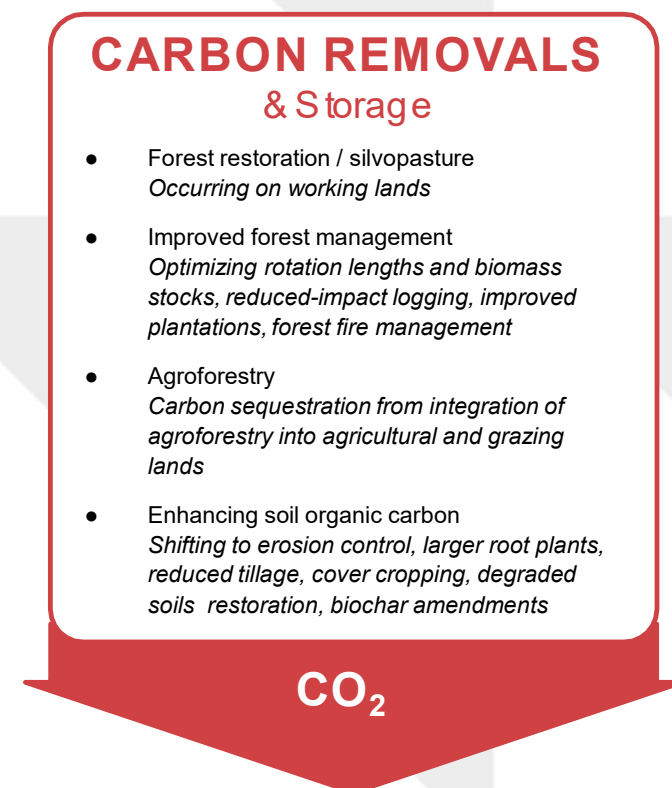 CARBON REMOVALS
& Storage
● Forest restoration / silvopasture
Occurring on working lands
● Improved forest management
Optimizing rotation lengths and biomass
stocks, reduced-impact logging, improved
plantations, forest fire management
● Agroforestry
Carbon sequestration from integration of
agroforestry into agricultural and grazing
lands
● Enhancing soil organic carbon
Shifting to erosion control, larger root plants,
reduced tillage, cover cropping, degraded
soils restoration, biochar amendments
CO₂